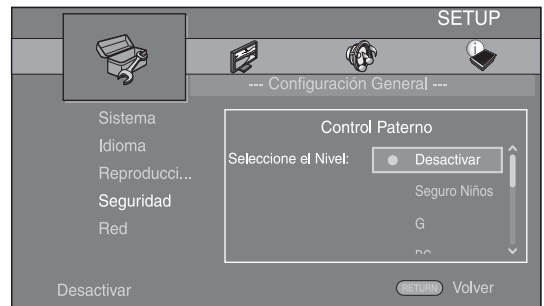 SETUP
--- Configuración General ---
Sistema
Idioma
Reproducci...
Seguridad
Red
Control Paterno
Seleccione el Nivel:
Desactivar
Seguro Niños
G
Desactivar
RETURN Volver